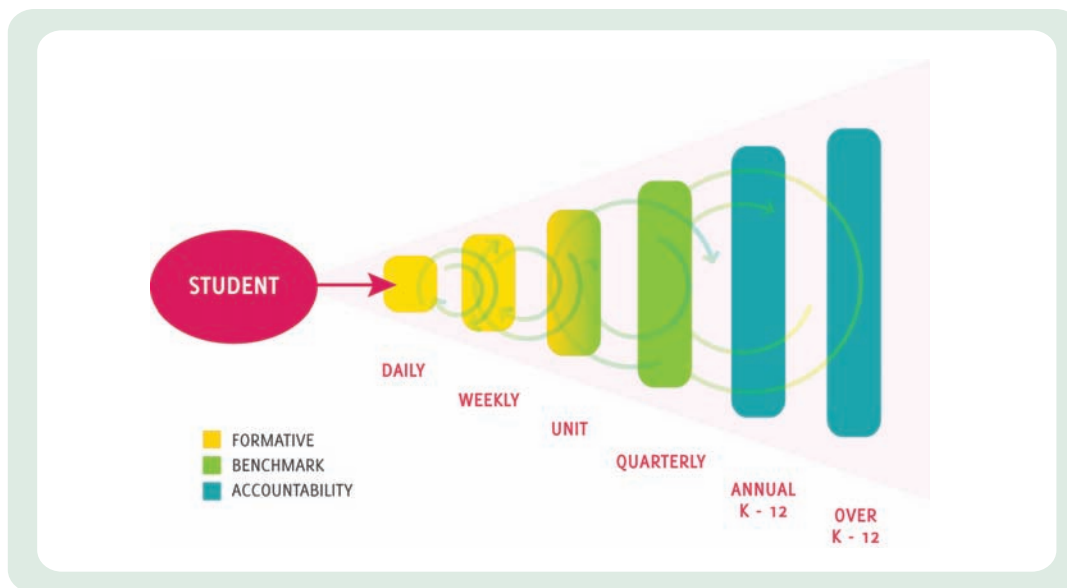 STUDENT
DAILY
WEEKLY
UNIT
QUARTERLY
ANNUAL
K - 12
OVER
K - 12
FORMATIVE
BENCHMARK
ACCOUNTABILITY